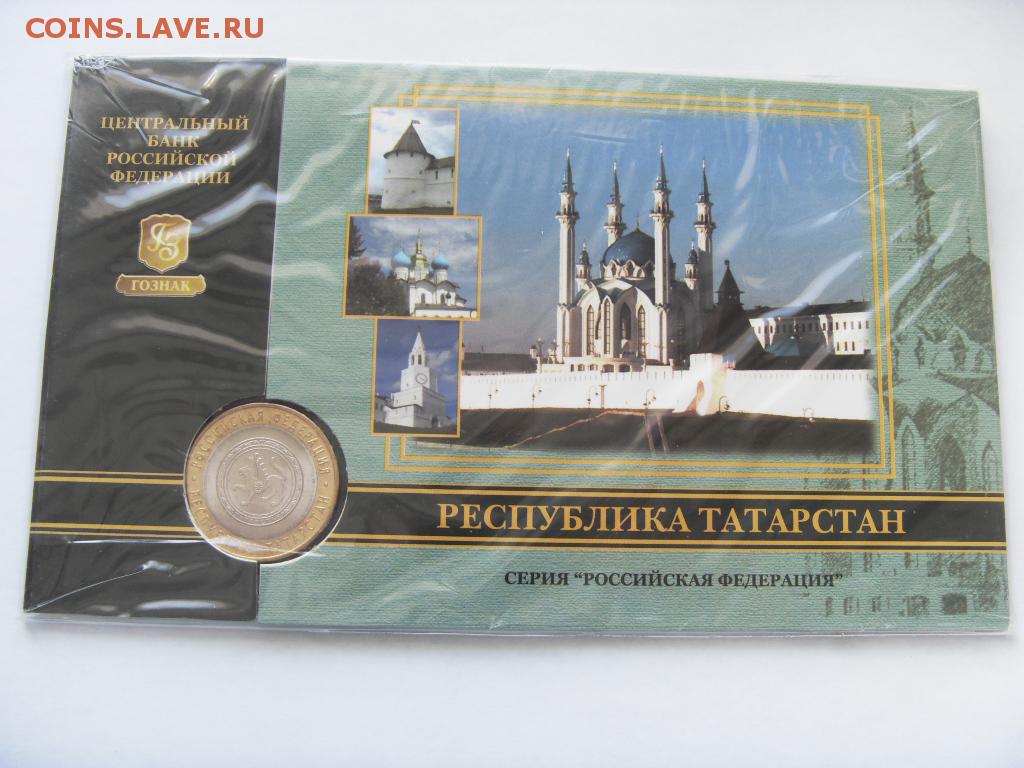 COINS.LAVE.RU
ЦЕНТРАЛЬНЫЙ
БАНК
РОССИЙСКОЙ
ФЕДЕРАЦИИ
ГОЗНАК
РОССИЙСКАЯ ФЕДЕРАЦИЯ
РЕСПУБЛИКА ТАТАРСТАН
СЕРИЯ "РОССИЙСКАЯ ФЕДЕРАЦИЯ"